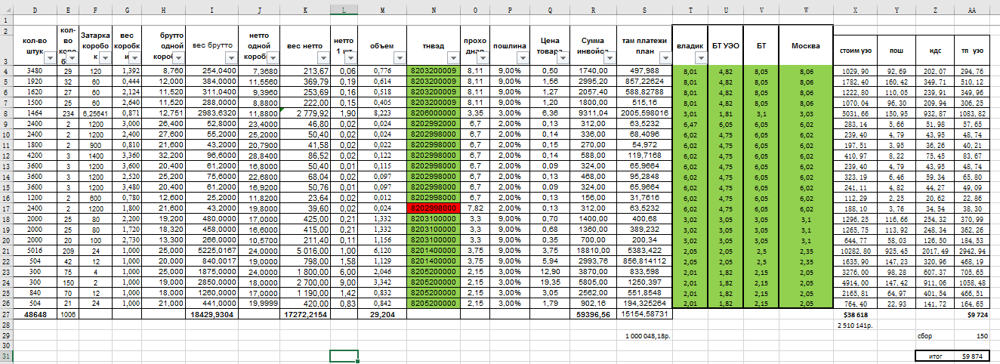 D E F G H I J K L M N O P Q R S T U V W X Y Z AA
1
2
3
кол-во штук кол-во Затарка коробок вес коробки брутто одной вес брутто нетто одной вес нетто нетто 1 шт объем тнвэд прохо пошлина Цена товара Сумма инвойса там платежи план владик БТ УЭО БТ Москва стоим уэо пош ндс тп уэо
4 3480 29 120 1,392 8,760 254,0400 7,3680 213,67 0,06 0,776 8203200009 8,11 9,00% 0,50 1740,00 497,988 8,01 4,82 8,05 8,06 1029,90 92,69 202,07 294,76
5 1920 32 60 0,444 12,000 384,0000 11,5560 369,79 0,19 0,614 8203200009 8,11 9,00% 1,56 2995,20 857,22624 8,01 4,82 8,05 8,06 1782,40 160,42 349,71 510,12
6 1620 27 60 2,124 11,520 311,0400 9,3960 253,69 0,16 0,518 8203200009 8,11 9,00% 1,27 2057,40 588,82788 8,01 4,82 8,05 8,06 1222,80 110,05 239,91 349,96
7 1500 25 60 2,640 11,520 288,0000 8,8800 222,00 0,15 0,405 8203200009 8,11 9,00% 1,20 1800,00 515,16 8,01 4,82 8,05 8,06 1070,04 96,30 209,94 306,25
8 1464 234 6,25641 0,871 12,751 2983,6320 11,8800 2 779,92 1,90 8,223 8206000000 3,35 3,00% 6,36 9311,04 2005,598016 3,01 1,81 3,1 3,03 5031,66 150,95 932,87 1083,82
9 2400 2 1200 3,000 26,400 52,8000 23,4000 46,80 0,02 0,024 8202992000 6,7 2,00% 0,13 312,00 63,5232 6,47 6,05 6,05 6,02 283,14 5,66 51,98 57,65
10 2400 2 1200 2,400 27,600 55,2000 25,2000 50,40 0,02 0,024 8202998000 6,7 2,00% 0,14 336,00 68,4096 6,02 4,75 6,05 6,02 239,40 4,79 43,95 48,74
11 1800 2 900 0,810 21,600 43,2000 20,7900 41,58 0,02 0,022 8202998000 6,7 2,00% 0,15 270,00 54,972 6,02 4,75 6,05 6,02 197,51 3,95 36,26 40,21
12 4200 3 1400 3,360 32,200 96,6000 28,8400 86,52 0,02 0,122 8202998000 6,7 2,00% 0,14 588,00 119,7168 6,02 4,75 6,05 6,02 410,97 8,22 75,45 83,67
13 3600 3 1200 3,600 20,400 61,2000 16,8000 50,40 0,01 0,115 8202998000 6,7 2,00% 0,09 324,00 65,9664 6,02 4,75 6,05 6,02 239,40 4,79 43,95 48,74
14 3600 3 1200 2,520 25,200 75,6000 22,6800 68,04 0,02 0,097 8202998000 6,7 2,00% 0,13 468,00 95,2848 6,02 4,75 6,05 6,02 323,19 6,46 59,34 65,80
15 3600 3 1200 3,480 20,400 61,2000 16,9200 50,76 0,01 0,097 8202998000 6,7 2,00% 0,09 324,00 65,9664 6,02 4,75 6,05 6,02 241,11 4,82 44,27 49,09
16 1200 2 600 0,780 12,600 25,2000 11,8200 23,64 0,02 0,012 8202998000 6,7 2,00% 0,13 156,00 31,7616 6,02 4,75 6,05 6,02 112,29 2,25 20,62 22,86
17 2400 2 1200 1,800 21,600 43,2000 19,8000 39,60 0,02 0,024 8202998000 7,82 2,00% 0,13 312,00 63,5232 6,02 4,75 6,05 6,02 188,10 3,76 34,54 38,30
18 2000 25 80 2,200 19,200 480,0000 17,0000 425,00 0,21 1,332 8203100000 3,3 9,00% 0,70 1400,00 400,68 3,02 3,05 3,05 3,1 1296,25 116,66 254,32 370,99
19 2000 25 80 1,720 18,320 458,0000 16,6000 415,00 0,21 1,332 8203100000 3,3 9,00% 0,68 1360,00 389,232 3,02 3,05 3,05 3,1 1265,75 113,92 248,34 362,26
20 2000 20 100 2,730 13,300 266,0000 10,5700 211,40 0,11 1,156 8203100000 3,3 9,00% 0,35 700,00 200,34 3,02 3,05 3,05 3,1 644,77 58,03 126,50 184,53
21 5016 209 24 1,000 25,000 5225,0167 24,0000 5 016,00 1,00 6,120 8201400000 3,75 9,00% 3,75 18810,00 5383,422 2,05 2,05 2,5 2,35 10282,80 925,45 2017,49 2942,94
22 504 42 12 1,000 20,000 840,0017 19,0000 798,00 1,58 1,129 8201400000 3,75 9,00% 5,94 2993,76 856,814112 2,05 2,05 2,5 2,35 1635,90 147,23 320,96 468,19
23 300 75 4 1,000 25,000 1875,0000 24,0000 1 800,00 6,00 2,046 8205200000 2,15 3,00% 12,90 3870,00 833,598 2,01 1,82 2,15 2,05 3276,00 98,28 607,37 705,65
24 300 150 2 1,000 19,000 2850,0000 18,0000 2 700,00 9,00 3,342 8205200000 2,15 3,00% 19,35 5805,00 1250,397 2,01 1,82 2,15 2,05 4914,00 147,42 911,06 1058,48
25 840 70 12 1,000 18,000 1260,0000 17,0000 1 190,00 1,42 0,832 8205200000 2,15 3,00% 3,05 2562,00 551,8548 2,01 1,82 2,15 2,05 2165,81 64,97 401,54 466,51
26 504 21 24 1,000 21,000 441,0000 19,9999 420,00 0,83 0,842 8205200000 2,15 3,00% 1,79 902,16 194,325264 2,01 1,82 2,15 2,05 764,40 22,93 141,72 164,65
27 48648 1006 18429,9304 17272,2154 29,204 59396,56 15154,58731 $38 618 $9 724
28 2 510 141р.
29 1 000 048,18р. сбор 150
30
31 итог $9 874